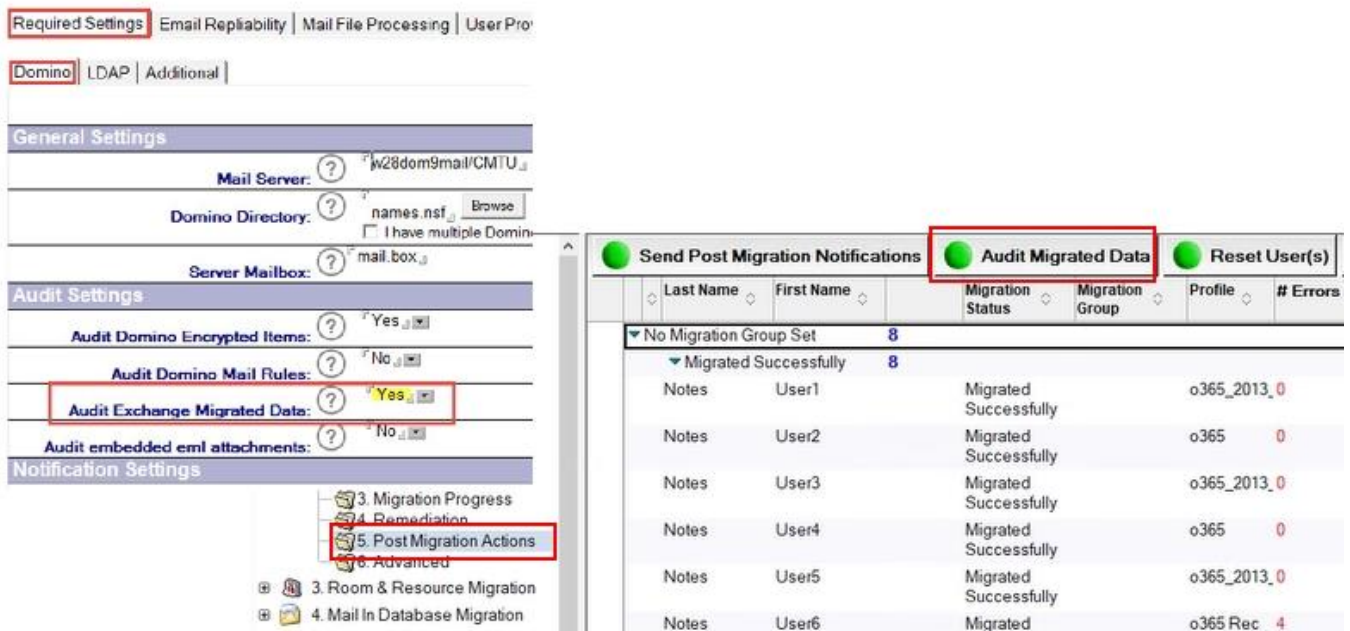 Required Settings | Email Repliability | Mail File Processing | User Pro
Domino | LDAP | Additional |
General Settings
Mail Server: ? w28dom9mail/CMTU
Domino Directory: ? names.nsf Browse
I have multiple Domin
Server Mailbox: ? mail.box
Audit Settings
Audit Domino Encrypted Items: ? Yes
Audit Domino Mail Rules: ? No
Audit Exchange Migrated Data: ? Yes
Audit embedded eml attachments: ? No
Notification Settings
3. Migration Progress
4. Remediation
5. Post Migration Actions
6. Advanced
3. Room & Resource Migration
4. Mail In Database Migration
Send Post Migration Notifications Audit Migrated Data Reset User(s)
Last Name First Name Migration Status Migration Group Profile # Errors
No Migration Group Set 8
Migrated Successfully 8
Notes User1 Migrated Successfully o365_2013_ 0
Notes User2 Migrated Successfully o365 0
Notes User3 Migrated Successfully o365_2013_ 0
Notes User4 Migrated Successfully o365 0
Notes User5 Migrated Successfully o365_2013_ 0
Notes User6 Migrated o365 Rec 4